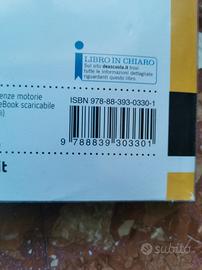 LIBRO IN CHIARO
Sul sito deascuola.it trovi
tutte le informazioni dettagliate
riguardanti questo libro.
enze motorie
eBook scaricabile
i)
ISBN 978-88-393-0330-1
9 788839 303301
it
subito